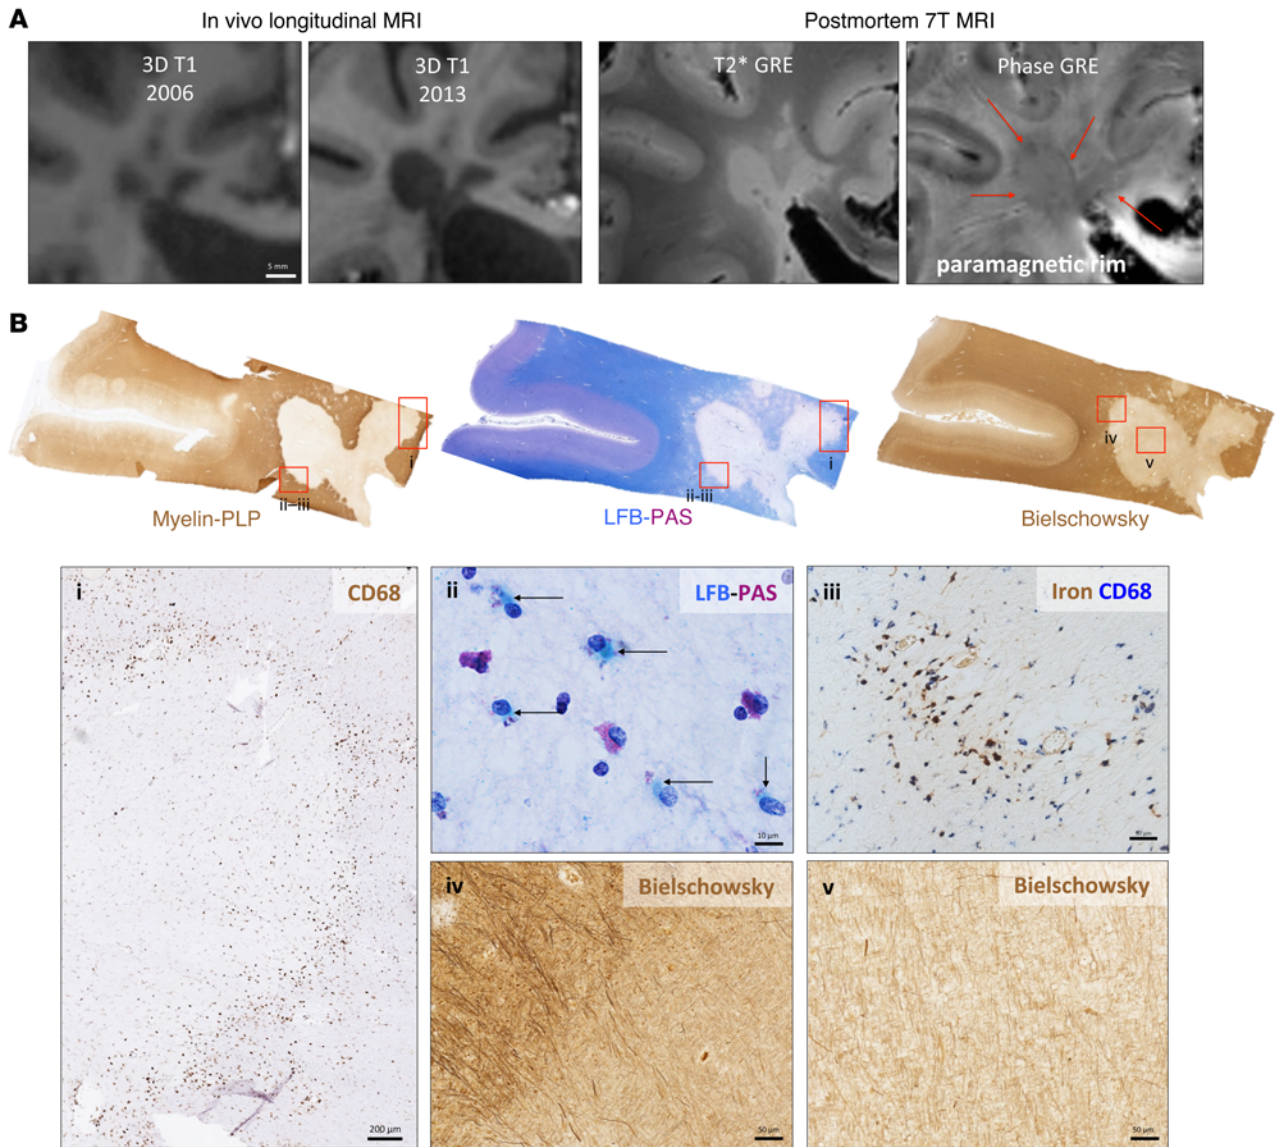 A
In vivo longitudinal MRI
Postmortem 7T MRI
3D T1
2006
5 mm
3D T1
2013
T2* GRE
Phase GRE
paramagnetic rim
B
i
ii–iii
Myelin-PLP
i
ii-iii
LFB-PAS
iv
v
Bielschowsky
i
CD68
200 µm
ii
LFB-PAS
10 µm
iii
Iron CD68
iv
Bielschowsky
50 µm
v
Bielschowsky
50 µm